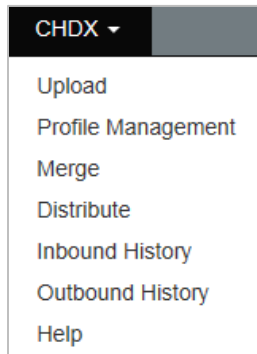 CHDX
Upload
Profile Management
Merge
Distribute
Inbound History
Outbound History
Help